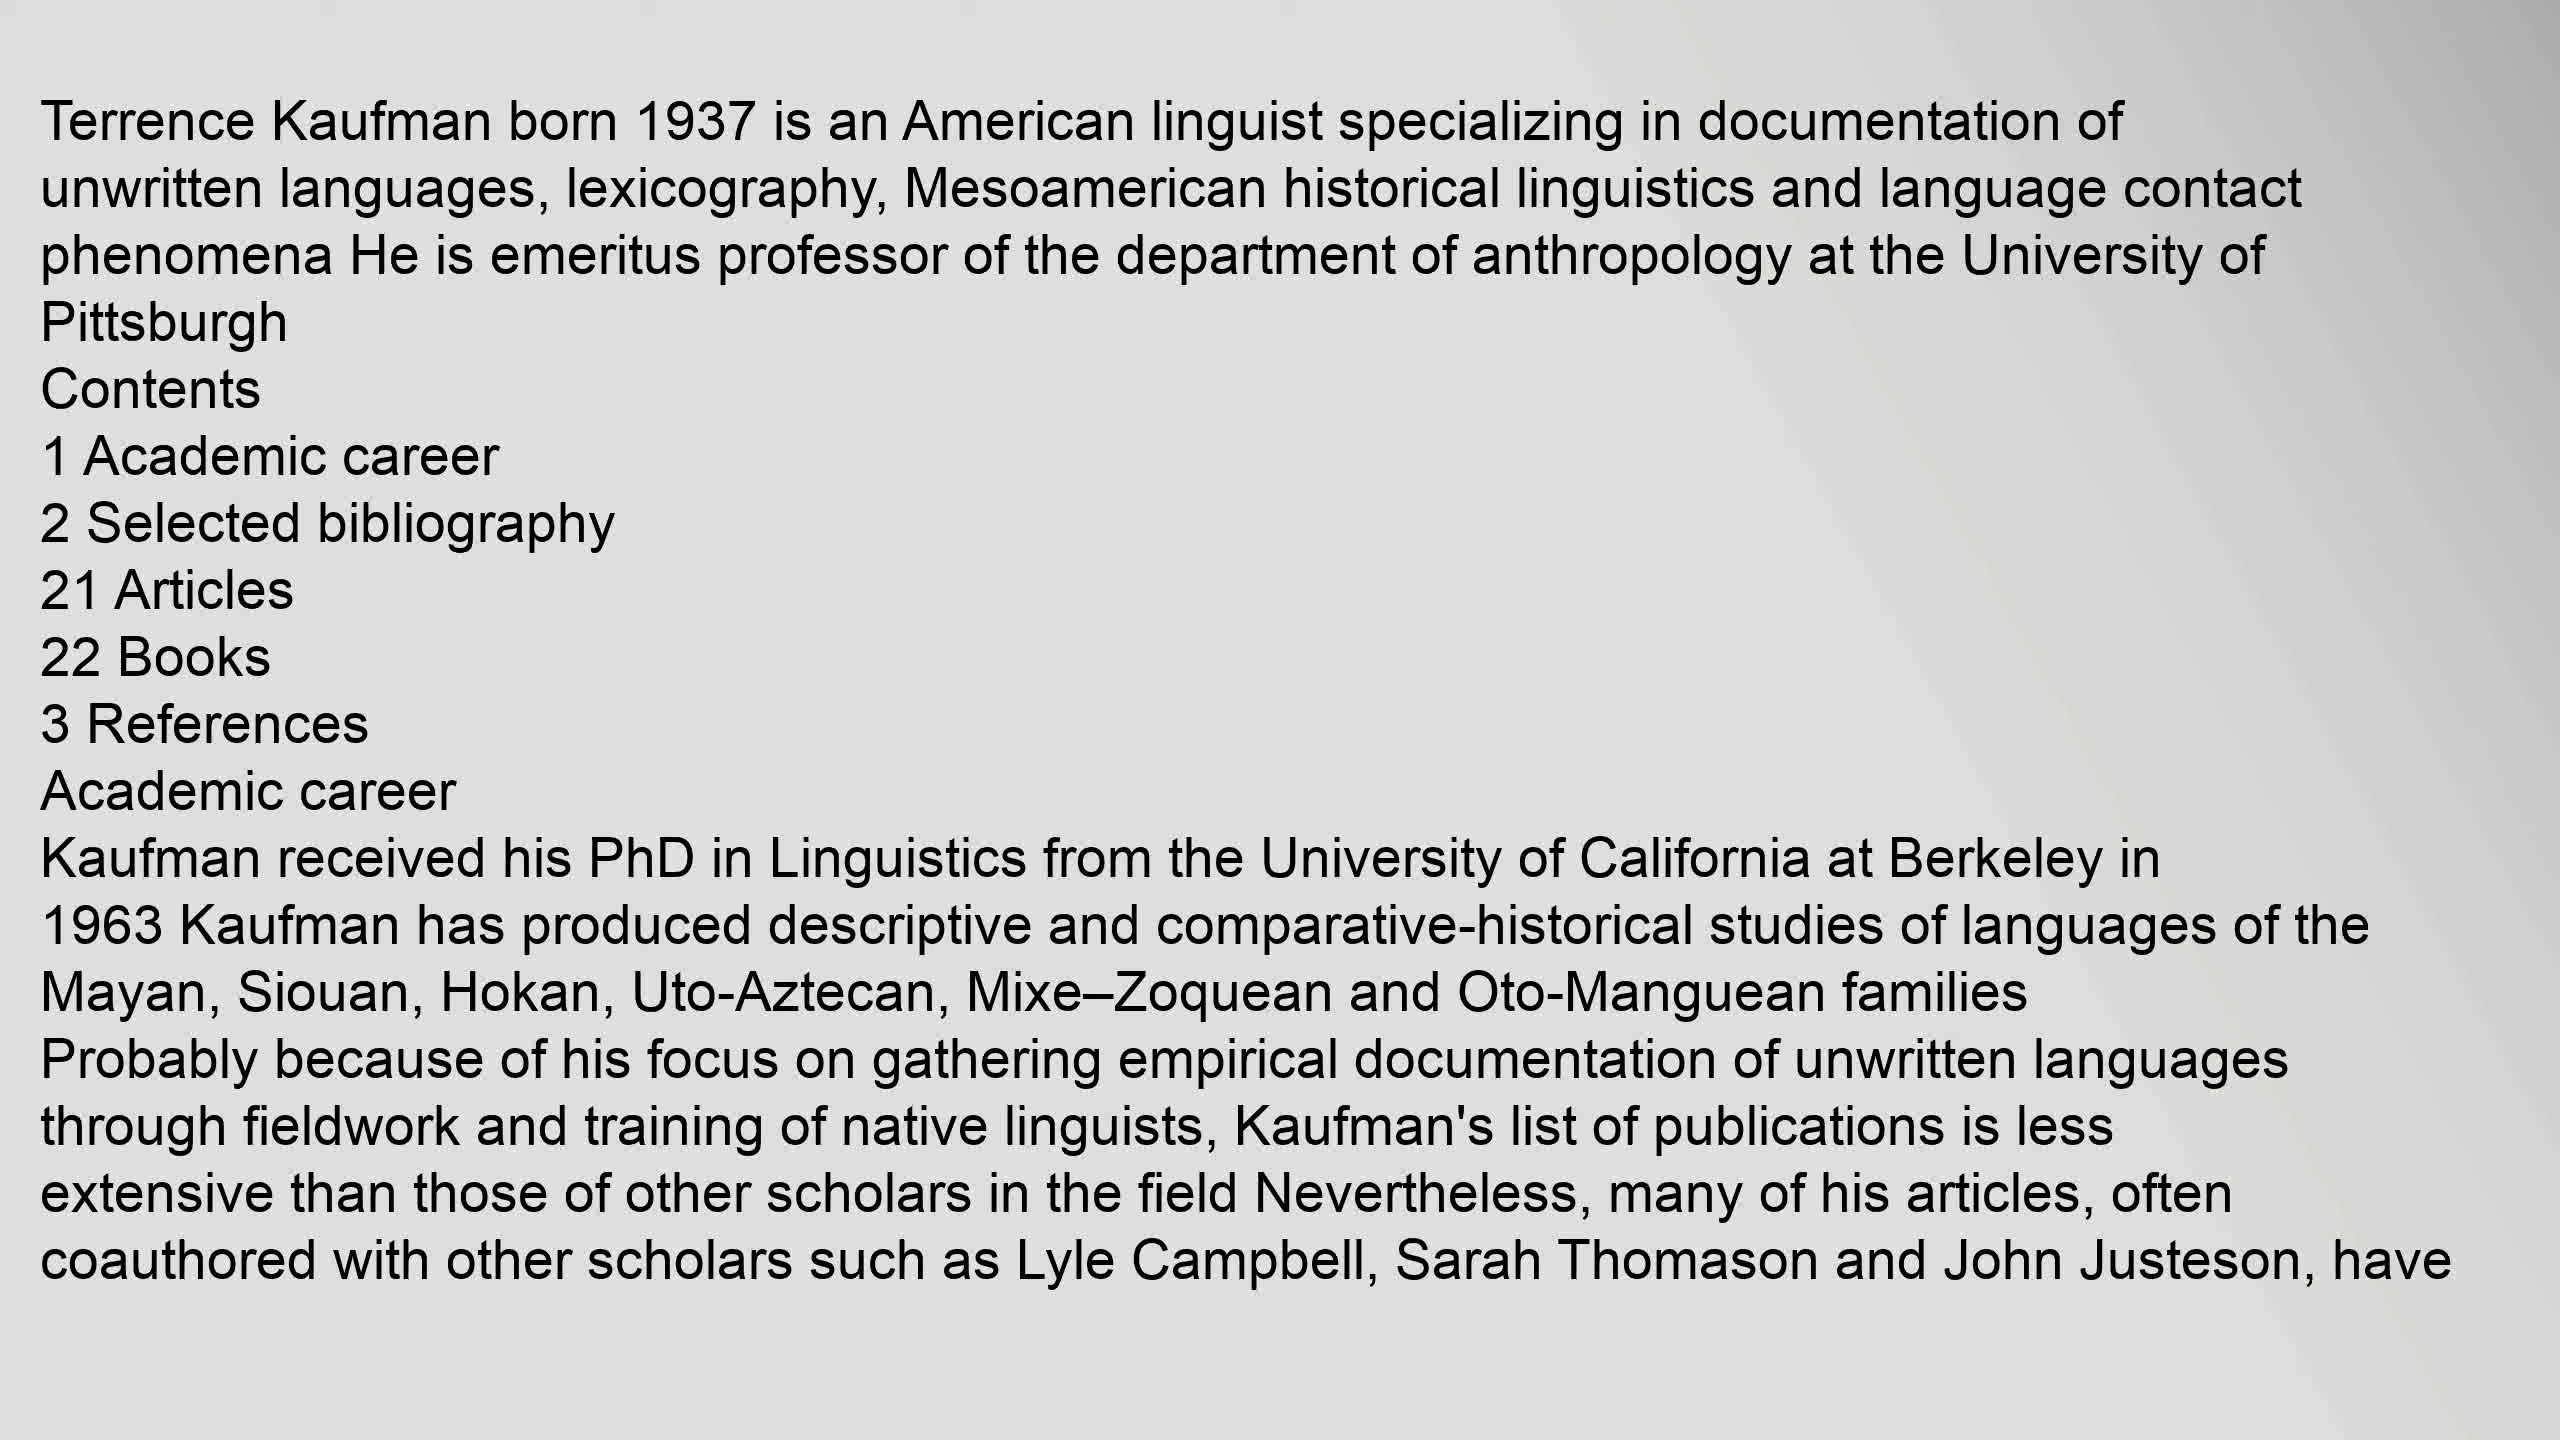 Terrence Kaufman born 1937 is an American linguist specializing in documentation of
unwritten languages, lexicography, Mesoamerican historical linguistics and language contact
phenomena He is emeritus professor of the department of anthropology at the University of
Pittsburgh
Contents
1 Academic career
2 Selected bibliography
21 Articles
22 Books
3 References
Academic career
Kaufman received his PhD in Linguistics from the University of California at Berkeley in
1963 Kaufman has produced descriptive and comparative-historical studies of languages of the
Mayan, Siouan, Hokan, Uto-Aztecan, Mixe–Zoquean and Oto-Manguean families
Probably because of his focus on gathering empirical documentation of unwritten languages
through fieldwork and training of native linguists, Kaufman's list of publications is less
extensive than those of other scholars in the field Nevertheless, many of his articles, often
coauthored with other scholars such as Lyle Campbell, Sarah Thomason and John Justeson, have